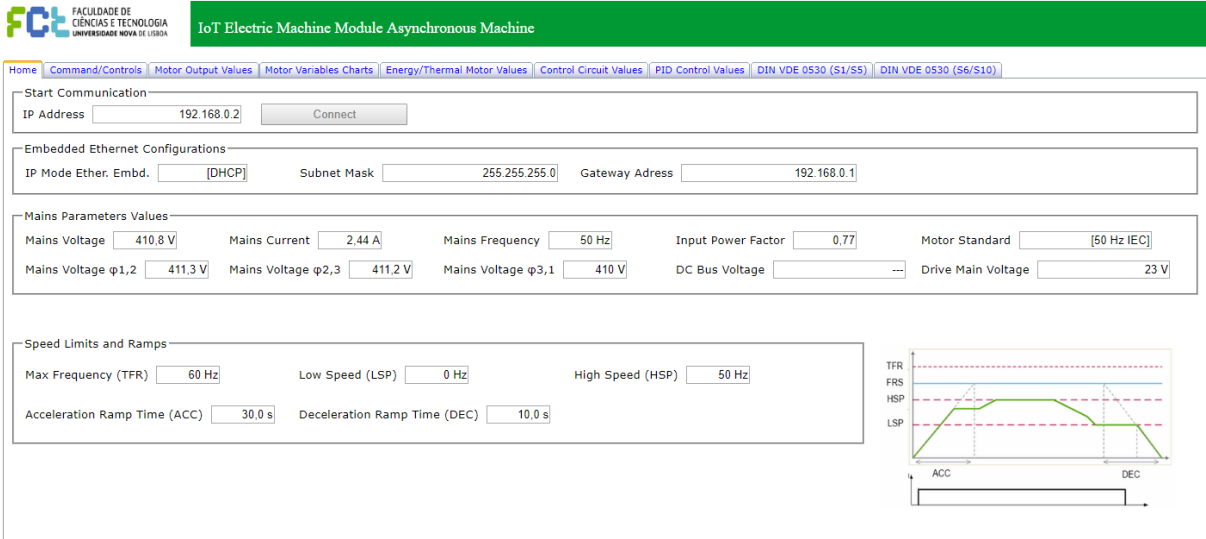 FCt FACULDADE DE
CIÊNCIAS E TECNOLOGIA
UNIVERSIDADE NOVA DE LISBOA
IoT Electric Machine Module Asynchronous Machine
Home Command/Controls Motor Output Values Motor Variables Charts Energy/Thermal Motor Values Control Circuit Values PID Control Values DIN VDE 0530 (S1/S5) DIN VDE 0530 (S6/S10)
Start Communication
IP Address 192.168.0.2 Connect
Embedded Ethernet Configurations
IP Mode Ether. Embd. [DHCP] Subnet Mask 255.255.255.0 Gateway Adress 192.168.0.1
Mains Parameters Values
Mains Voltage 410,8 V Mains Current 2,44 A Mains Frequency 50 Hz Input Power Factor 0,77 Motor Standard [50 Hz IEC]
Mains Voltage φ1,2 411,3 V Mains Voltage φ2,3 411,2 V Mains Voltage φ3,1 410 V DC Bus Voltage --- Drive Main Voltage 23 V
Speed Limits and Ramps
Max Frequency (TFR) 60 Hz Low Speed (LSP) 0 Hz High Speed (HSP) 50 Hz
Acceleration Ramp Time (ACC) 30,0 s Deceleration Ramp Time (DEC) 10,0 s
TFR
FRS
HSP
LSP
ACC DEC